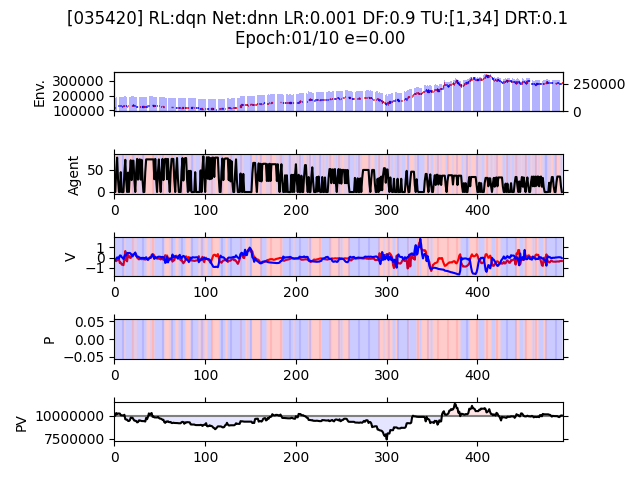 [035420] RL:dqn Net:dnn LR:0.001 DF:0.9 TU:[1,34] DRT:0.1
Epoch:01/10 e=0.00
Env.
300000
200000
100000
250000
0
Agent
50
0
0 100 200 300 400
V
1
0
−1
0 100 200 300 400
P
0.05
0.00
−0.05
0 100 200 300 400
PV
10000000
7500000
0 100 200 300 400